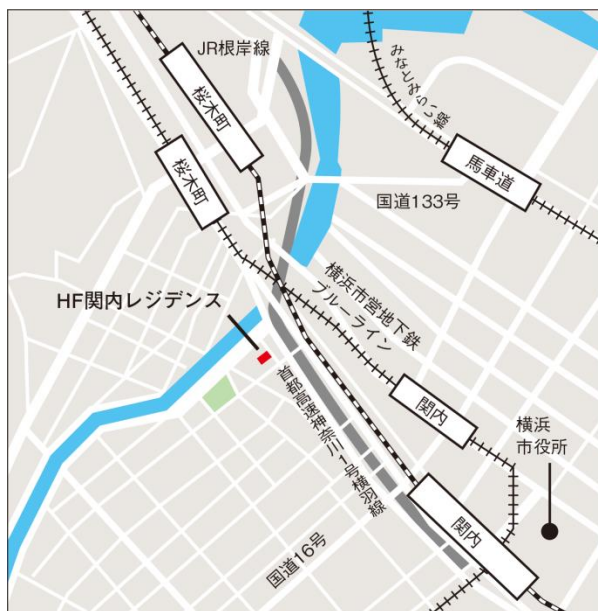 JR根岸線
桜木町
桜木町
みなとみらい線
馬車道
国道133号
HF関内レジデンス
横浜市営地下鉄
ブルーライン
首都高速神奈川1号横羽線
関内
横浜
市役所
関内
国道16号